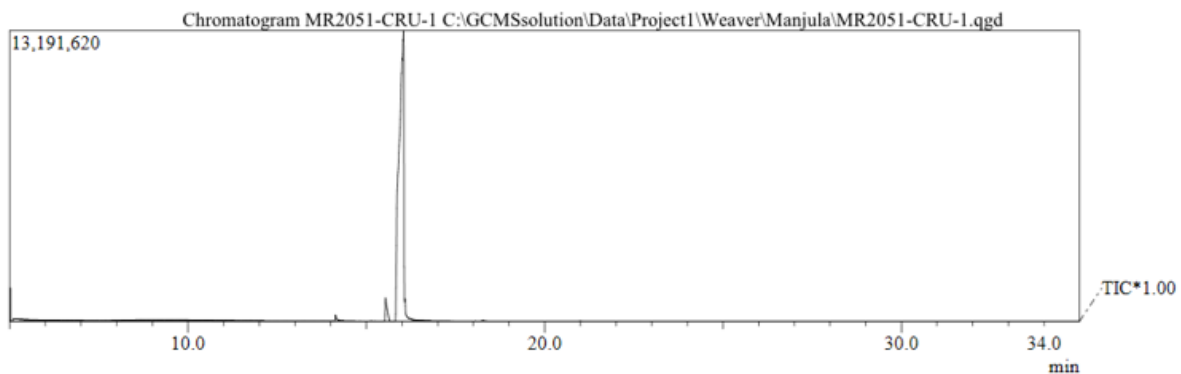 Chromatogram MR2051-CRU-1 C:\GCMSsolution\Data\Project1\Weaver\Manjula\MR2051-CRU-1.qgd
13,191,620
TIC*1.00
10.0 20.0 30.0 34.0
min